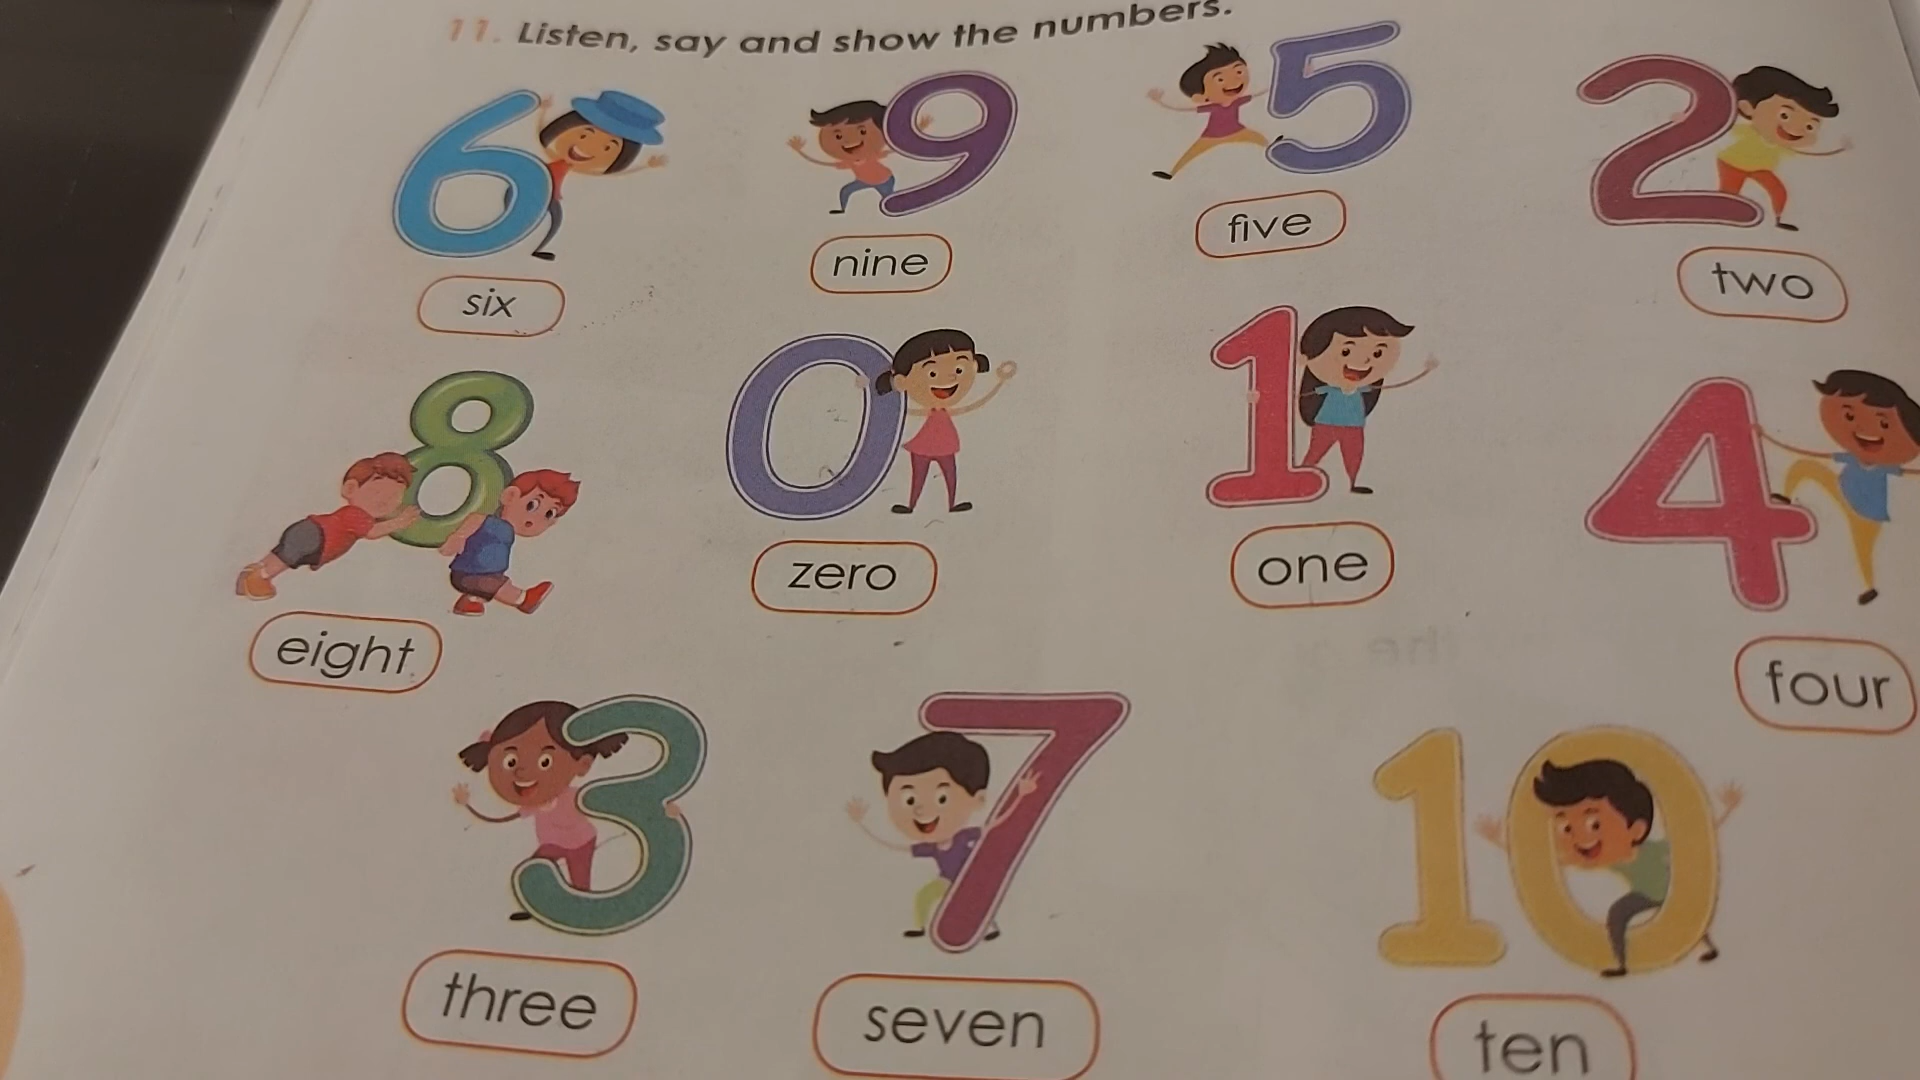 11. Listen, say and show the numbers.
6 9 5 2
six nine five two
8 0 1 4
eight zero one four
3 7 10
three seven ten